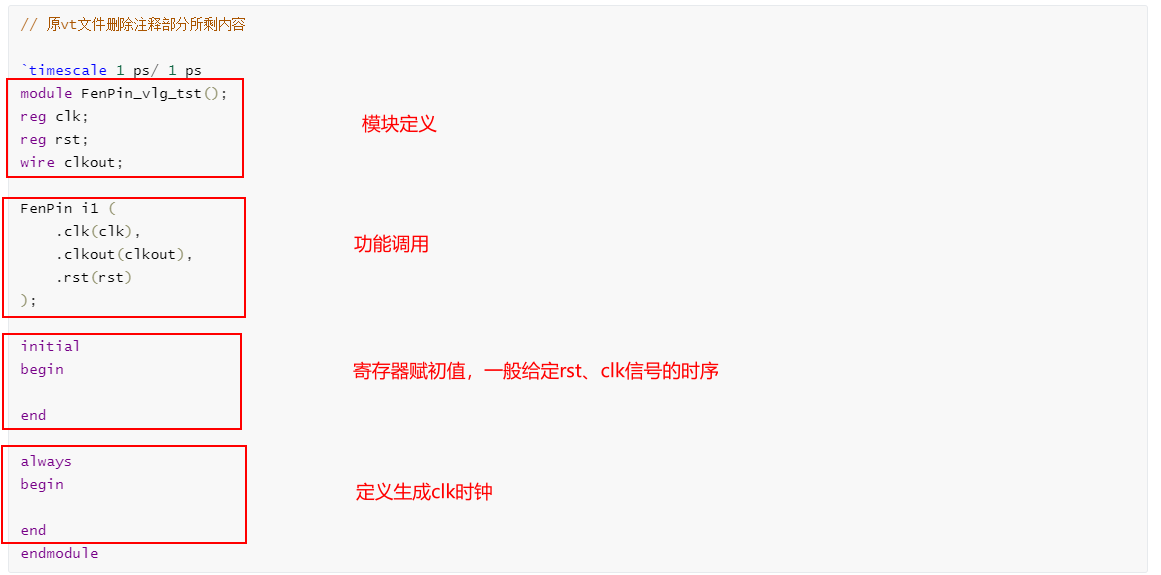 // 原vt文件删除注释部分所剩内容
`timescale 1 ps/ 1 ps
module FenPin_vlg_tst();
reg clk;
模块定义
reg rst;
wire clkout;
FenPin i1 (
.clk(clk),
功能调用
.clkout(clkout),
.rst(rst)
);
initial
begin
寄存器赋初值，一般给定rst、clk信号的时序
end
always
begin
定义生成clk时钟
end
endmodule